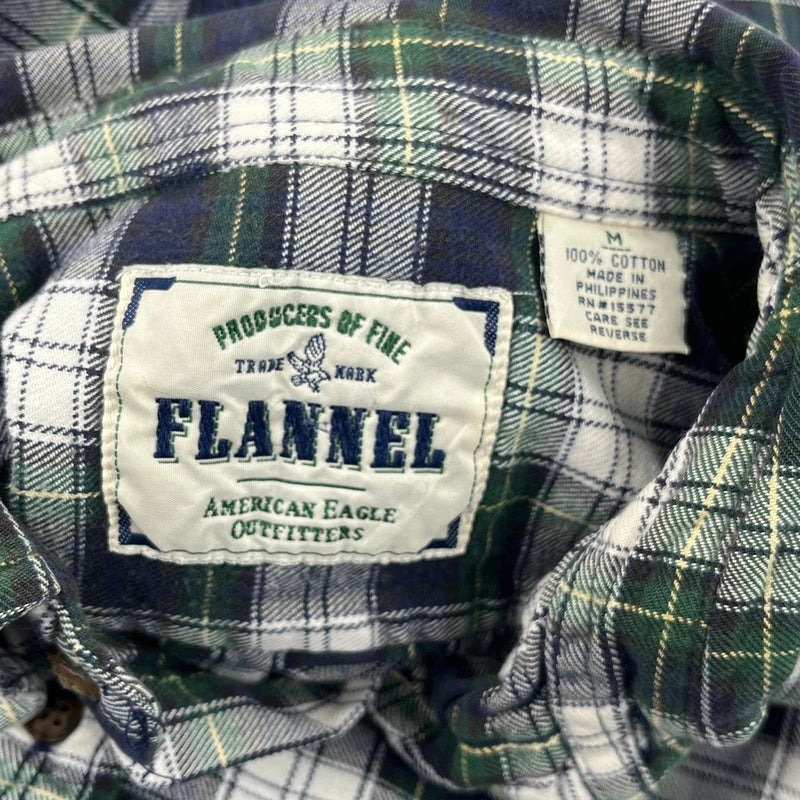 PRODUCERS OF FINE
TRADE MARK
FLANNEL
AMERICAN EAGLE
OUTFITTERS
M
100% COTTON
MADE IN
PHILIPPINES
RN#15577
CARE SEE
REVERSE